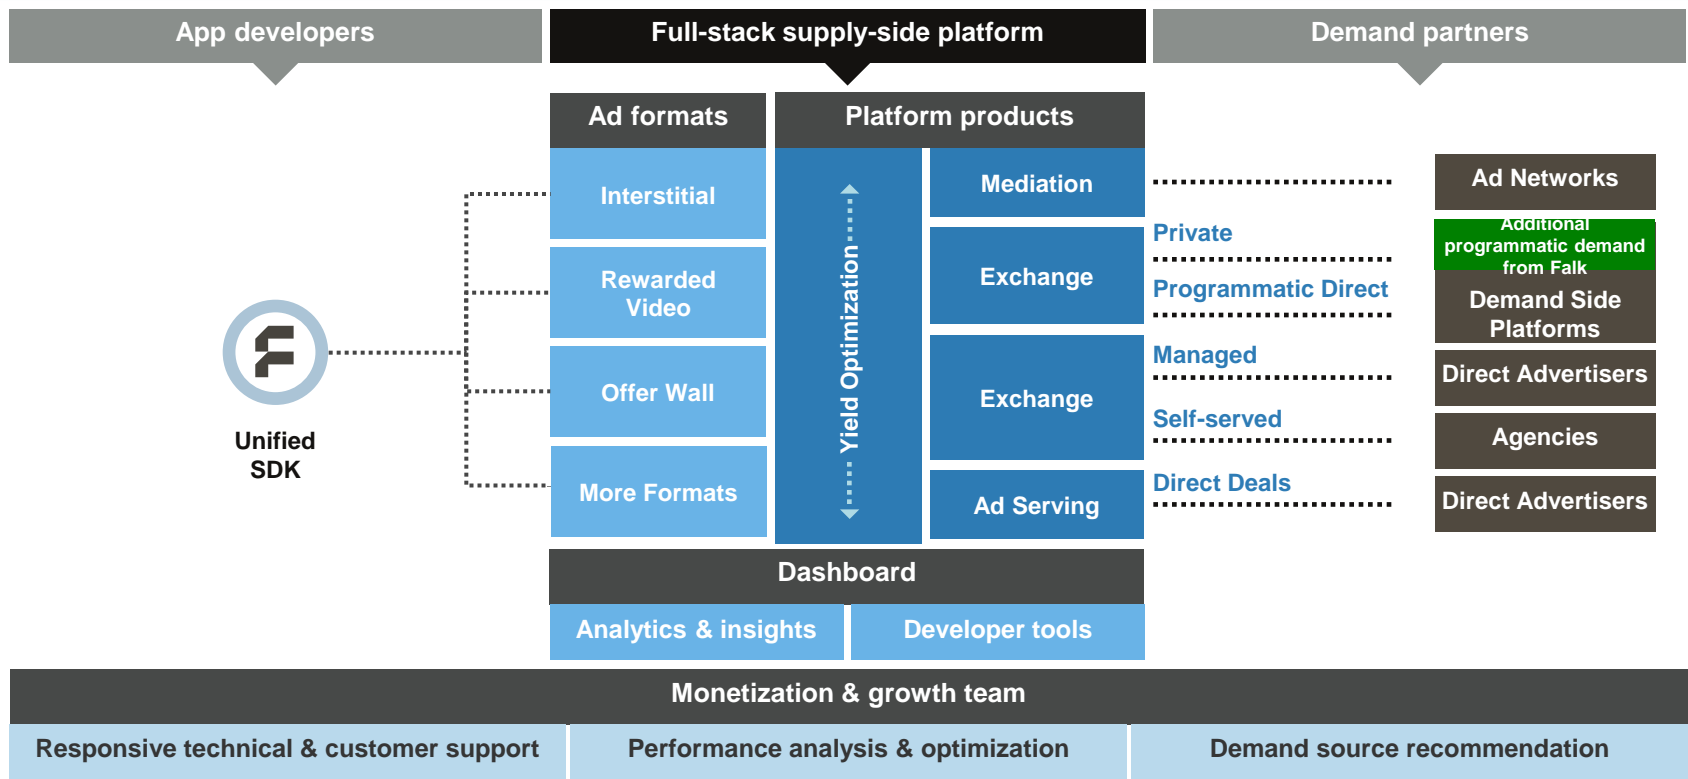 App developers
Full-stack supply-side platform
Demand partners
Ad formats
Platform products
Interstitial
Rewarded
Video
Offer Wall
More Formats
Yield Optimization
Mediation
Exchange
Exchange
Ad Serving
Private
Programmatic Direct
Managed
Self-served
Direct Deals
Ad Networks
Additional
programmatic demand
from Falk
Demand Side
Platforms
Direct Advertisers
Agencies
Direct Advertisers
F
Unified
SDK
Dashboard
Analytics & insights
Developer tools
Monetization & growth team
Responsive technical & customer support
Performance analysis & optimization
Demand source recommendation